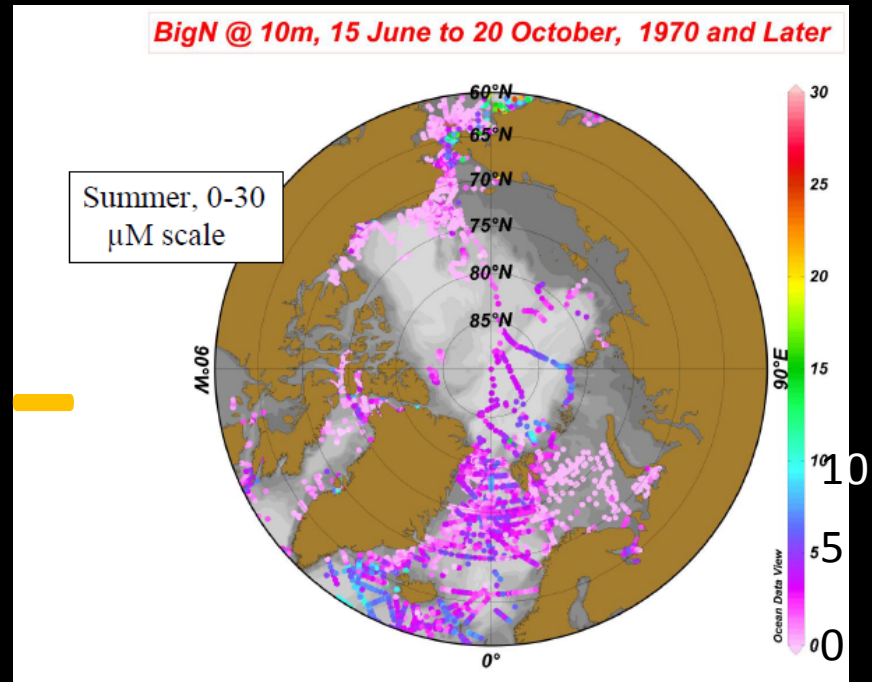 BigN @ 10m, 15 June to 20 October, 1970 and Later
Summer, 0-30
µM scale
60°N
65°N
70°N
75°N
80°N
85°N
90°W
90°E
0°
30
25
20
15
10
10
5
5
0
0
Ocean Data View